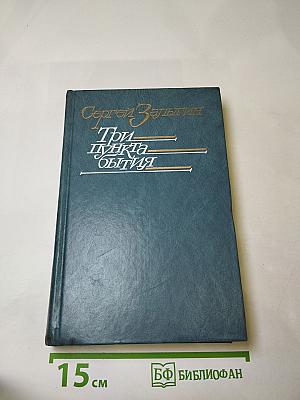 Сергей Залыгин
Три
пункта
бытия
15 см
БФ БИБЛИОФАН